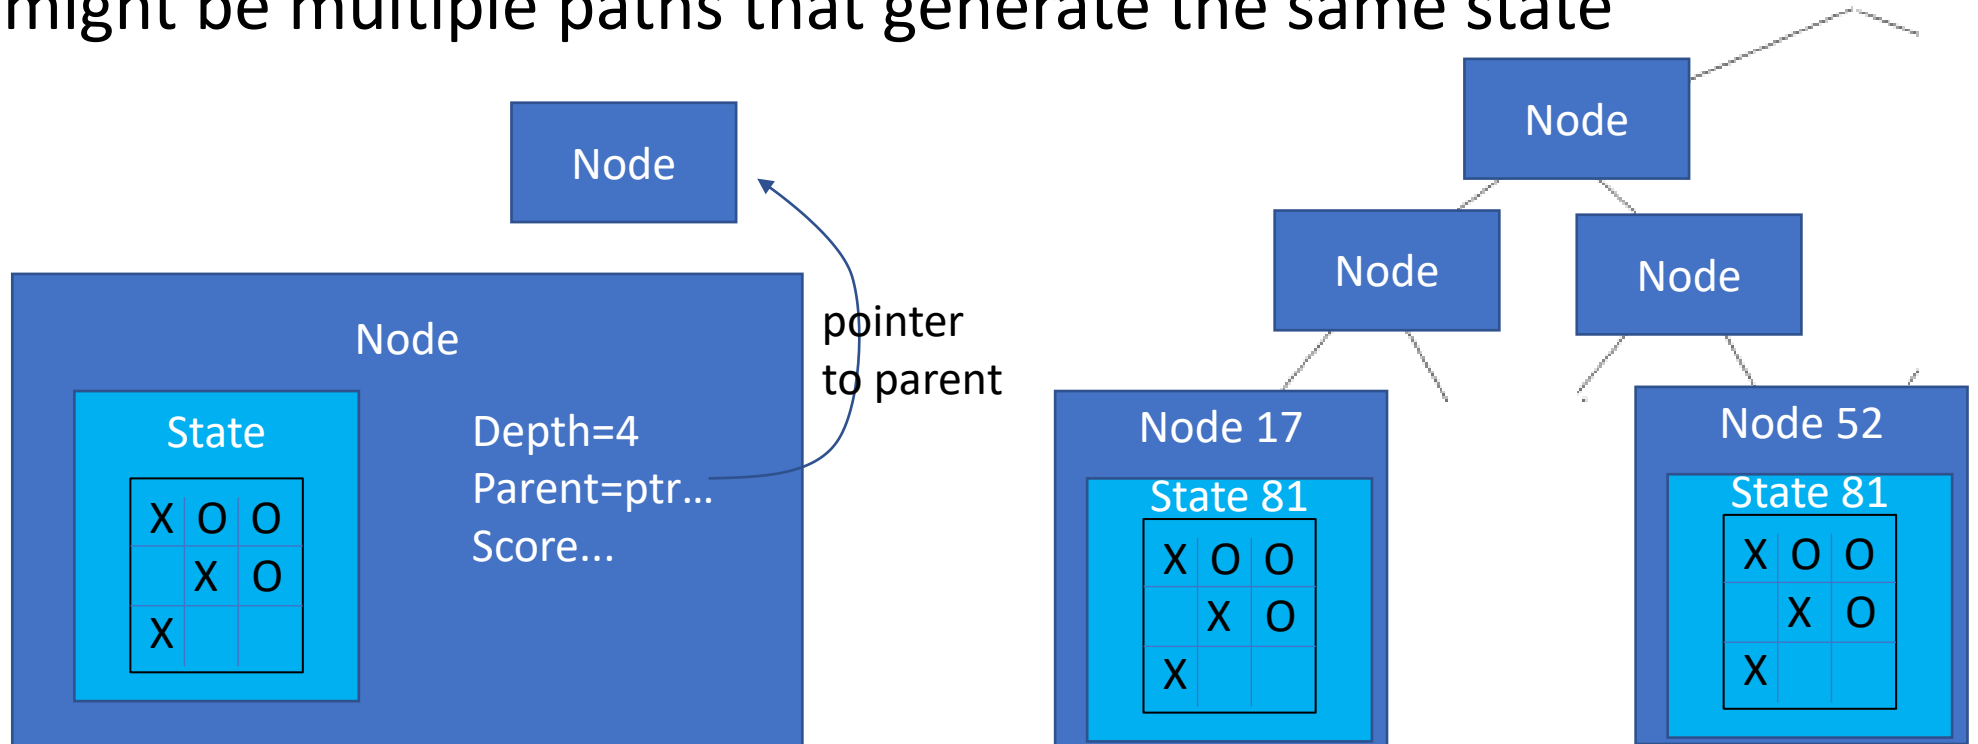 might be multiple paths that generate the same state
Node
Node
pointer
to parent
State
Depth=4
Parent=ptr...
Score...
X O O
X O
X
Node
Node
Node
Node 17
State 81
X O O
X O
X
Node 52
State 81
X O O
X O
X